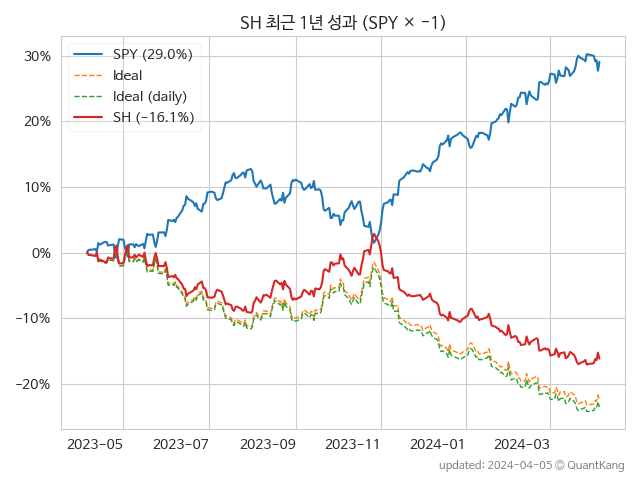 SH 최근 1년 성과 (SPY × −1)
SPY (29.0%)
Ideal
Ideal (daily)
SH (−16.1%)
30%
20%
10%
0%
−10%
−20%
2023−05 2023−07 2023−09 2023−11 2024−01 2024−03
updated: 2024−04−05 © QuantKang